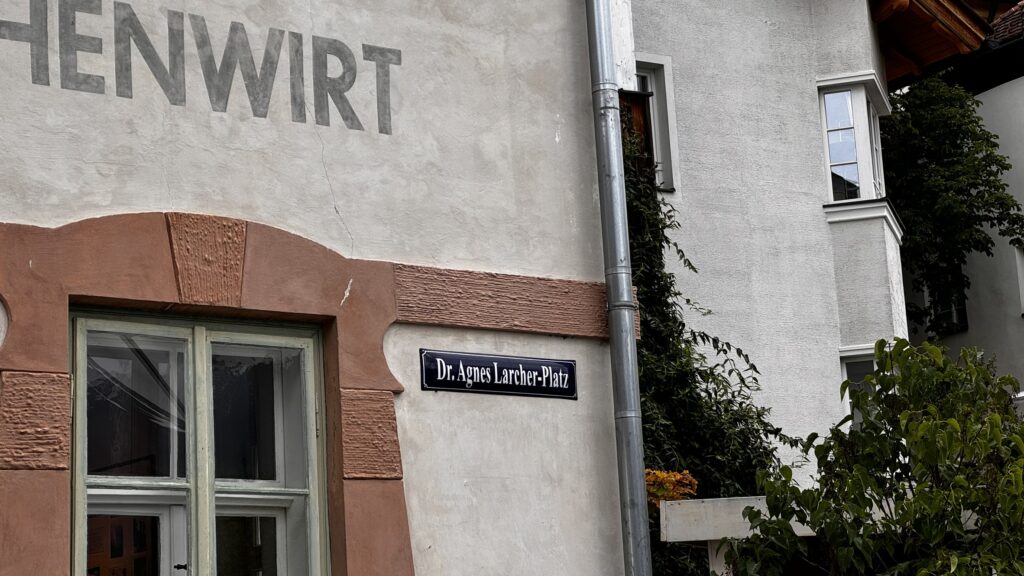 HENWIRT
Dr. Agnes Larcher-Platz